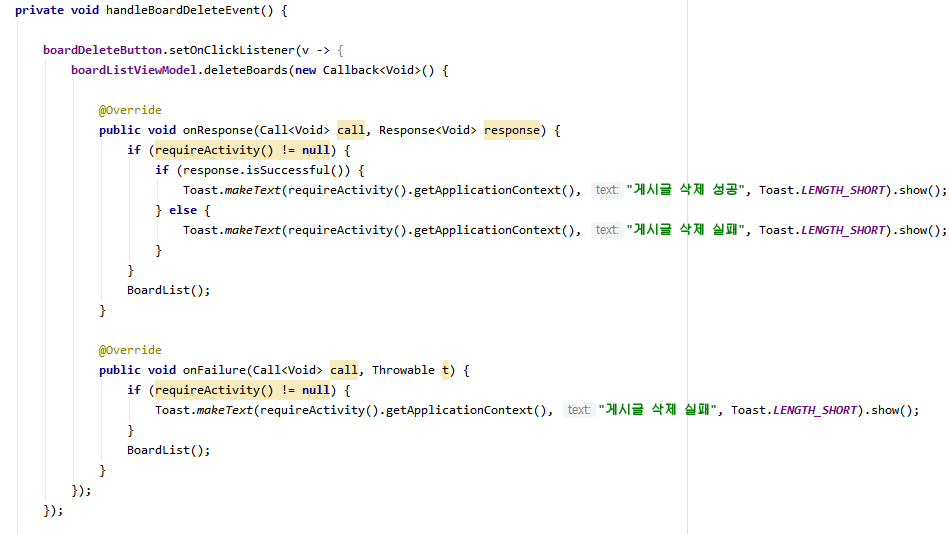 private void handleBoardDeleteEvent() {
boardDeleteButton.setOnClickListener(v -> {
boardListViewModel.deleteBoards(new Callback<Void>() {
@Override
public void onResponse(Call<Void> call, Response<Void> response) {
if (requireActivity() != null) {
if (response.isSuccessful()) {
Toast.makeText(requireActivity().getApplicationContext(), text: "게시글 삭제 성공", Toast.LENGTH_SHORT).show();
} else {
Toast.makeText(requireActivity().getApplicationContext(), text: "게시글 삭제 실패", Toast.LENGTH_SHORT).show();
}
}
BoardList();
}
@Override
public void onFailure(Call<Void> call, Throwable t) {
if (requireActivity() != null) {
Toast.makeText(requireActivity().getApplicationContext(), text: "게시글 삭제 실패", Toast.LENGTH_SHORT).show();
}
BoardList();
}
});
});